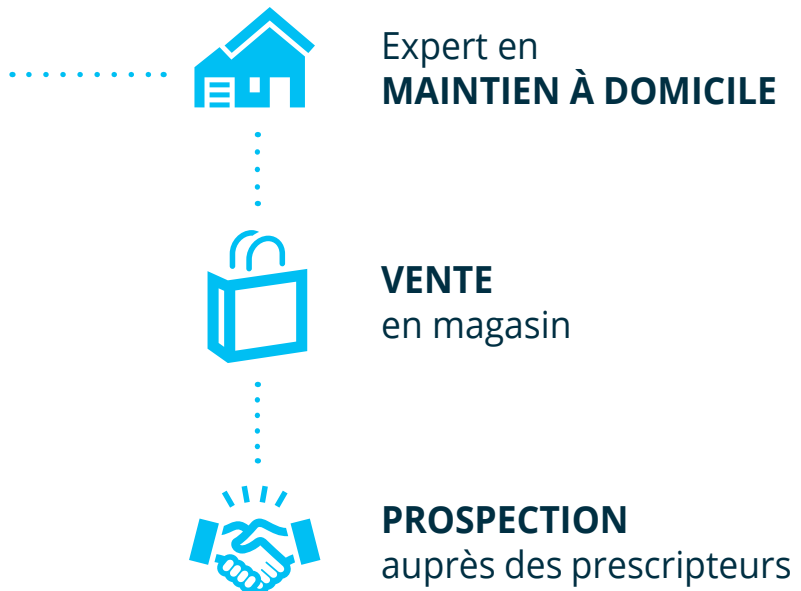 Expert en
MAINTIEN À DOMICILE
VENTE
en magasin
PROSPECTION
auprès des prescripteurs